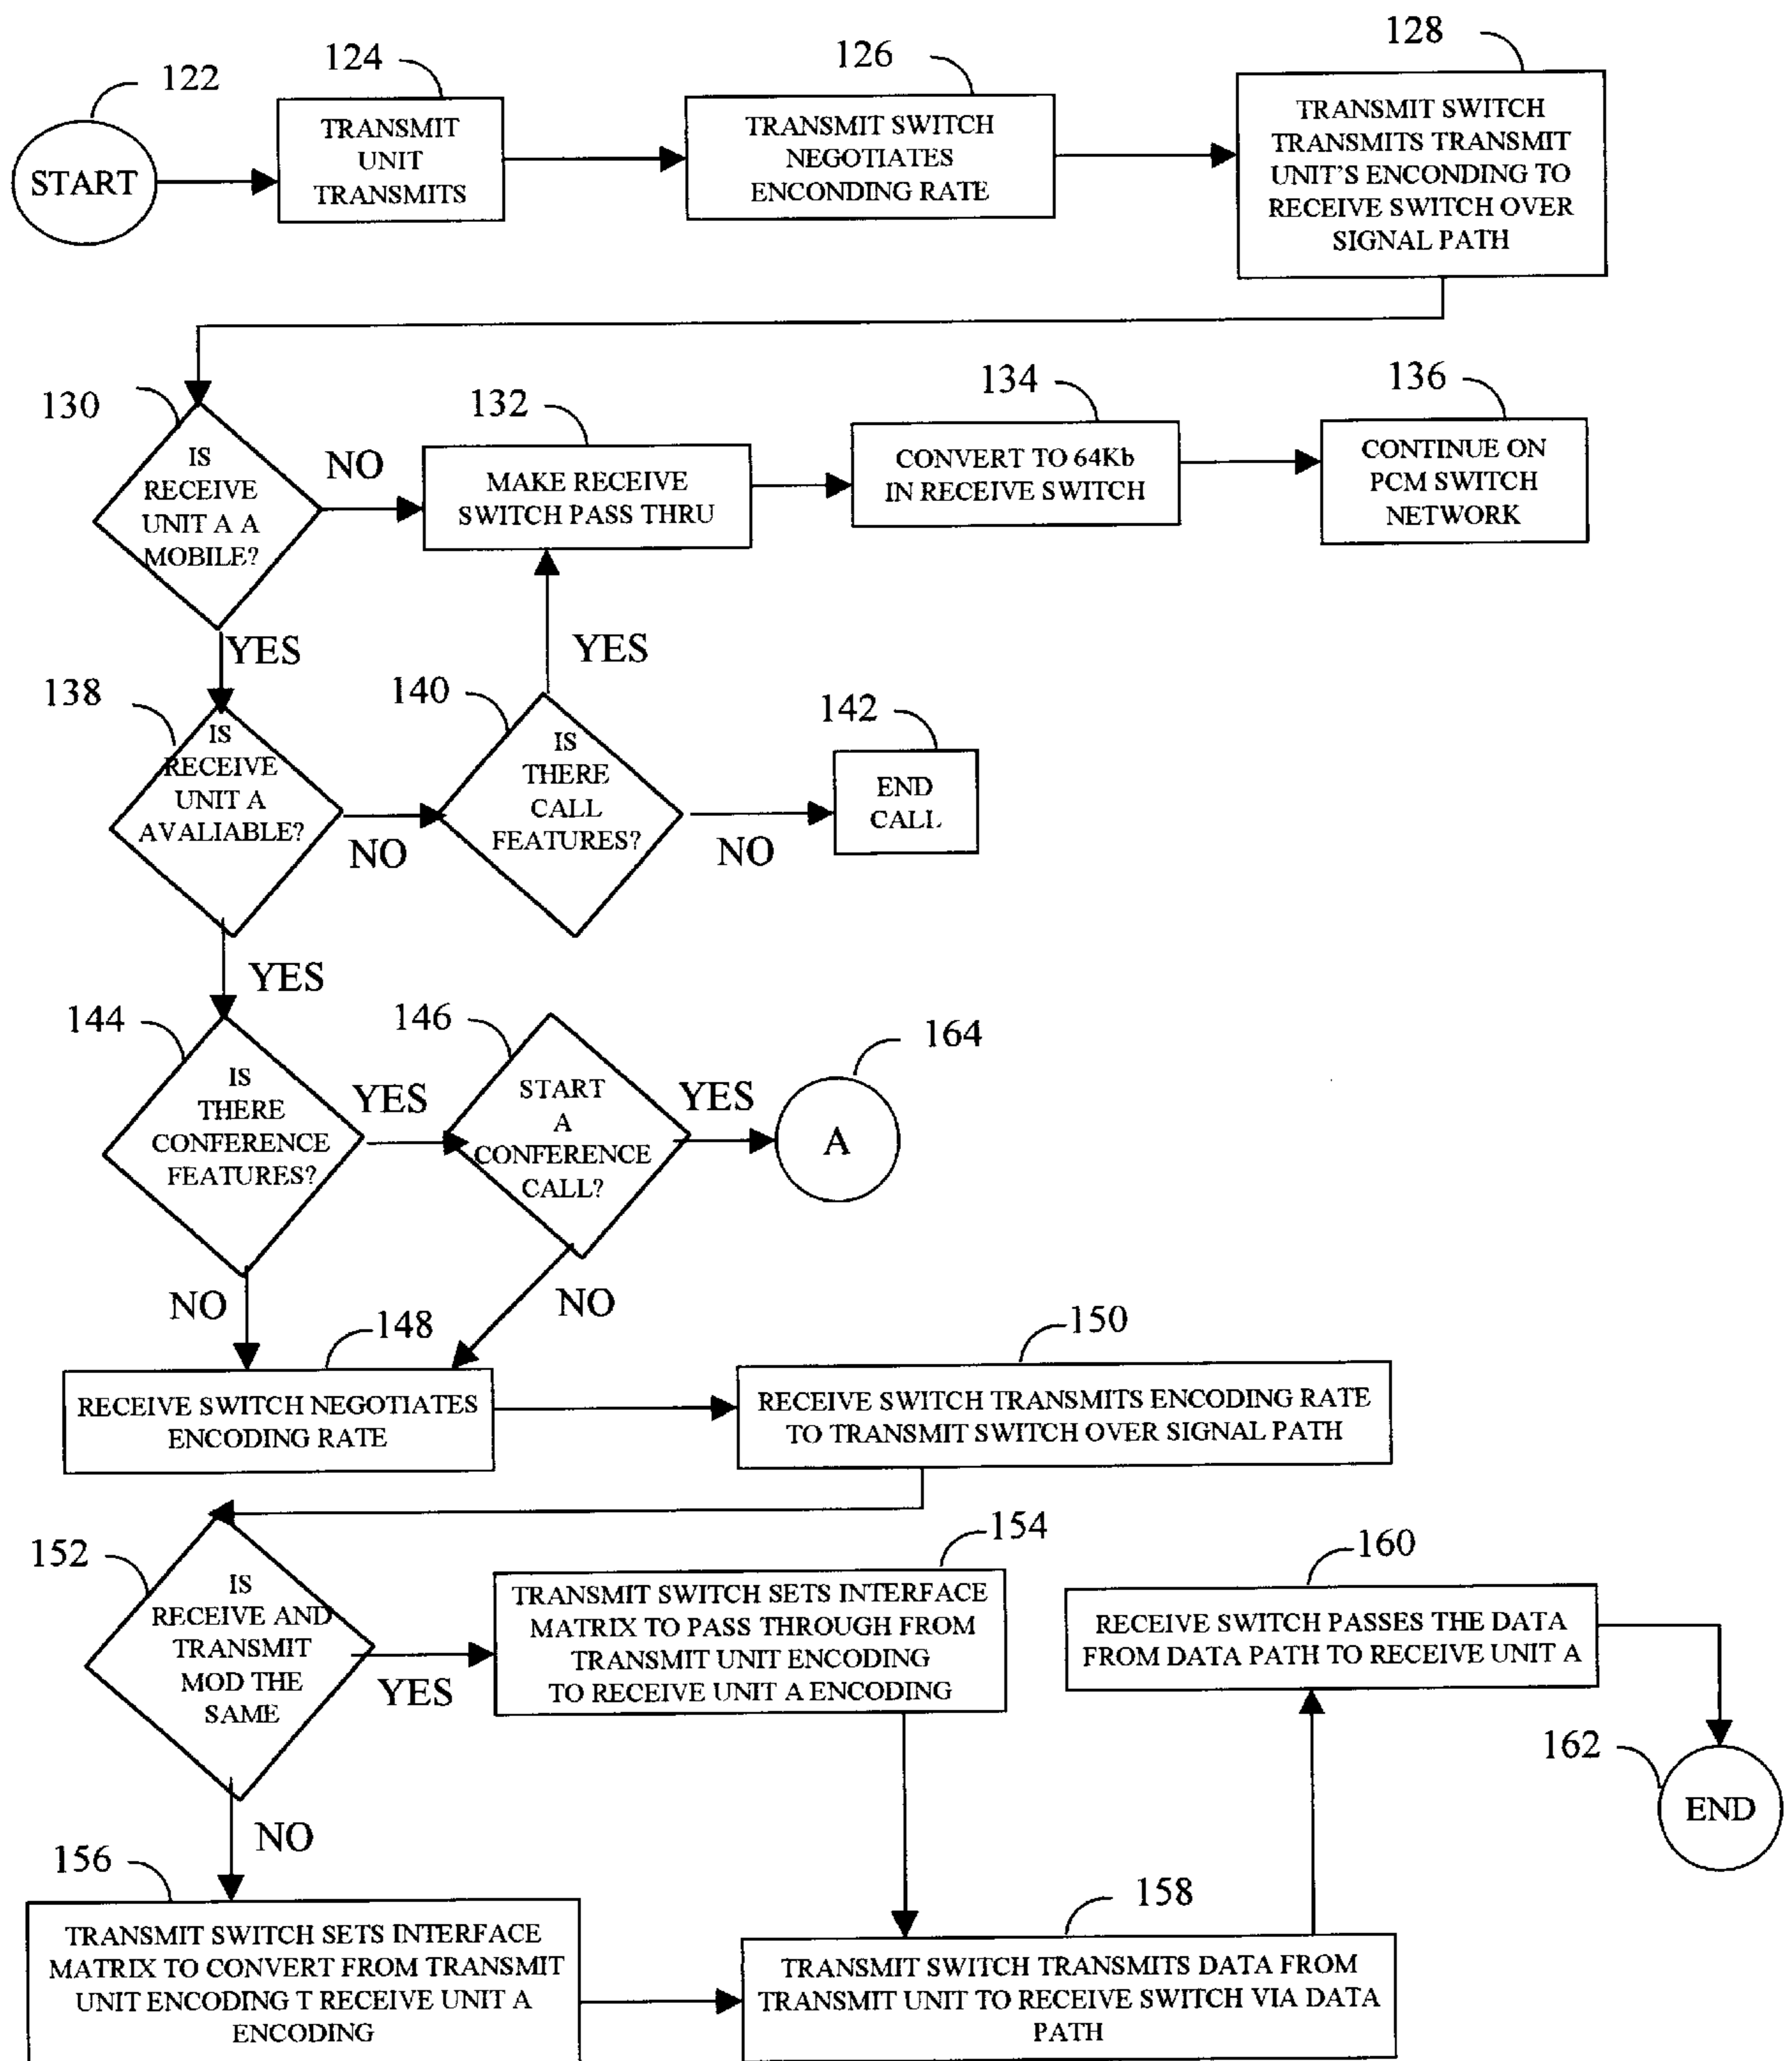 122
START
124
TRANSMIT
UNIT
TRANSMITS
126
TRANSMIT SWITCH
NEGOTIATES
ENCONDING RATE
128
TRANSMIT SWITCH
TRANSMITS TRANSMIT
UNIT'S ENCONDING TO
RECEIVE SWITCH OVER
SIGNAL PATH
130
IS
RECEIVE
UNIT A A
MOBILE?
NO
YES
132
MAKE RECEIVE
SWITCH PASS THRU
134
CONVERT TO 64Kb
IN RECEIVE SWITCH
136
CONTINUE ON
PCM SWITCH
NETWORK
138
IS
RECEIVE
UNIT A
AVALIABLE?
NO
YES
140
IS
THERE
CALL
FEATURES?
YES
NO
142
END
CALL
144
IS
THERE
CONFERENCE
FEATURES?
YES
NO
146
START
A
CONFERENCE
CALL?
YES
NO
164
A
148
RECEIVE SWITCH NEGOTIATES
ENCODING RATE
150
RECEIVE SWITCH TRANSMITS ENCODING RATE
TO TRANSMIT SWITCH OVER SIGNAL PATH
152
IS
RECEIVE AND
TRANSMIT
MOD THE
SAME
YES
NO
154
TRANSMIT SWITCH SETS INTERFACE
MATRIX TO PASS THROUGH FROM
TRANSMIT UNIT ENCODING
TO RECEIVE UNIT A ENCODING
156
TRANSMIT SWITCH SETS INTERFACE
MATRIX TO CONVERT FROM TRANSMIT
UNIT ENCODING T RECEIVE UNIT A
ENCODING
158
TRANSMIT SWITCH TRANSMITS DATA FROM
TRANSMIT UNIT TO RECEIVE SWITCH VIA DATA
PATH
160
RECEIVE SWITCH PASSES THE DATA
FROM DATA PATH TO RECEIVE UNIT A
162
END